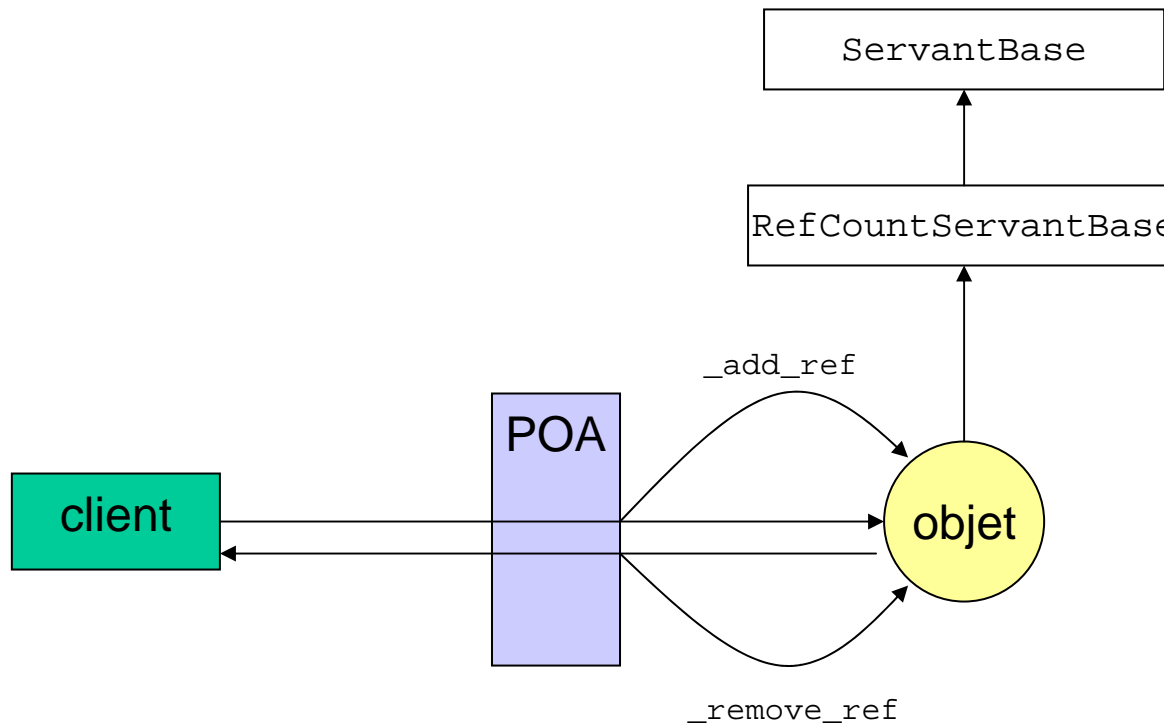 ServantBase
RefCountServantBase
_add_ref
POA
client
objet
_remove_ref